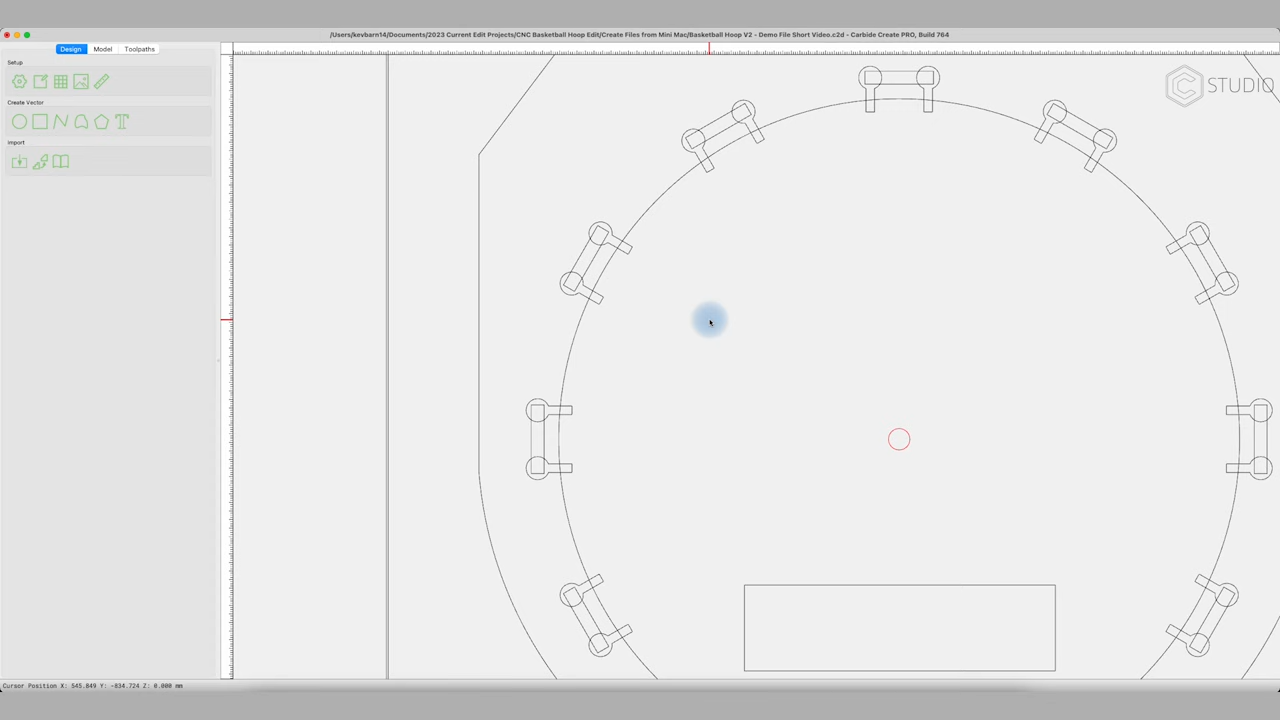 /Users/kevbarn14/Documents/2023 Current Edit Projects/CNC Basketball Hoop Edit/Create Files from Mini Mac/Basketball Hoop V2 - Demo File Short Video.c2d - Carbide Create PRO, Build 764
Design Model Toolpaths
Setup
Create Vector
Import
STUDIO
Cursor Position X: 545.849 Y: -834.724 Z: 0.000 mm